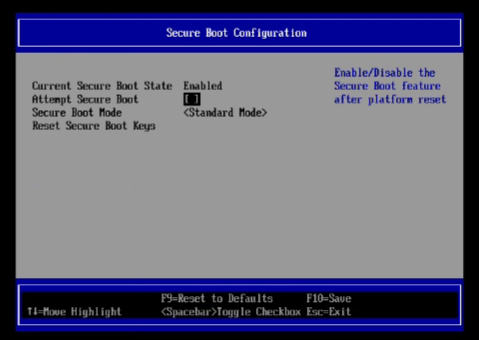 Secure Boot Configuration
Current Secure Boot State Enabled
Attempt Secure Boot [ ]
Secure Boot Mode <Standard Mode>
Reset Secure Boot Keys
Enable/Disable the
Secure Boot feature
after platform reset
F9=Reset to Defaults F10=Save
↑↓=Move Highlight <Spacebar>Toggle Checkbox Esc=Exit